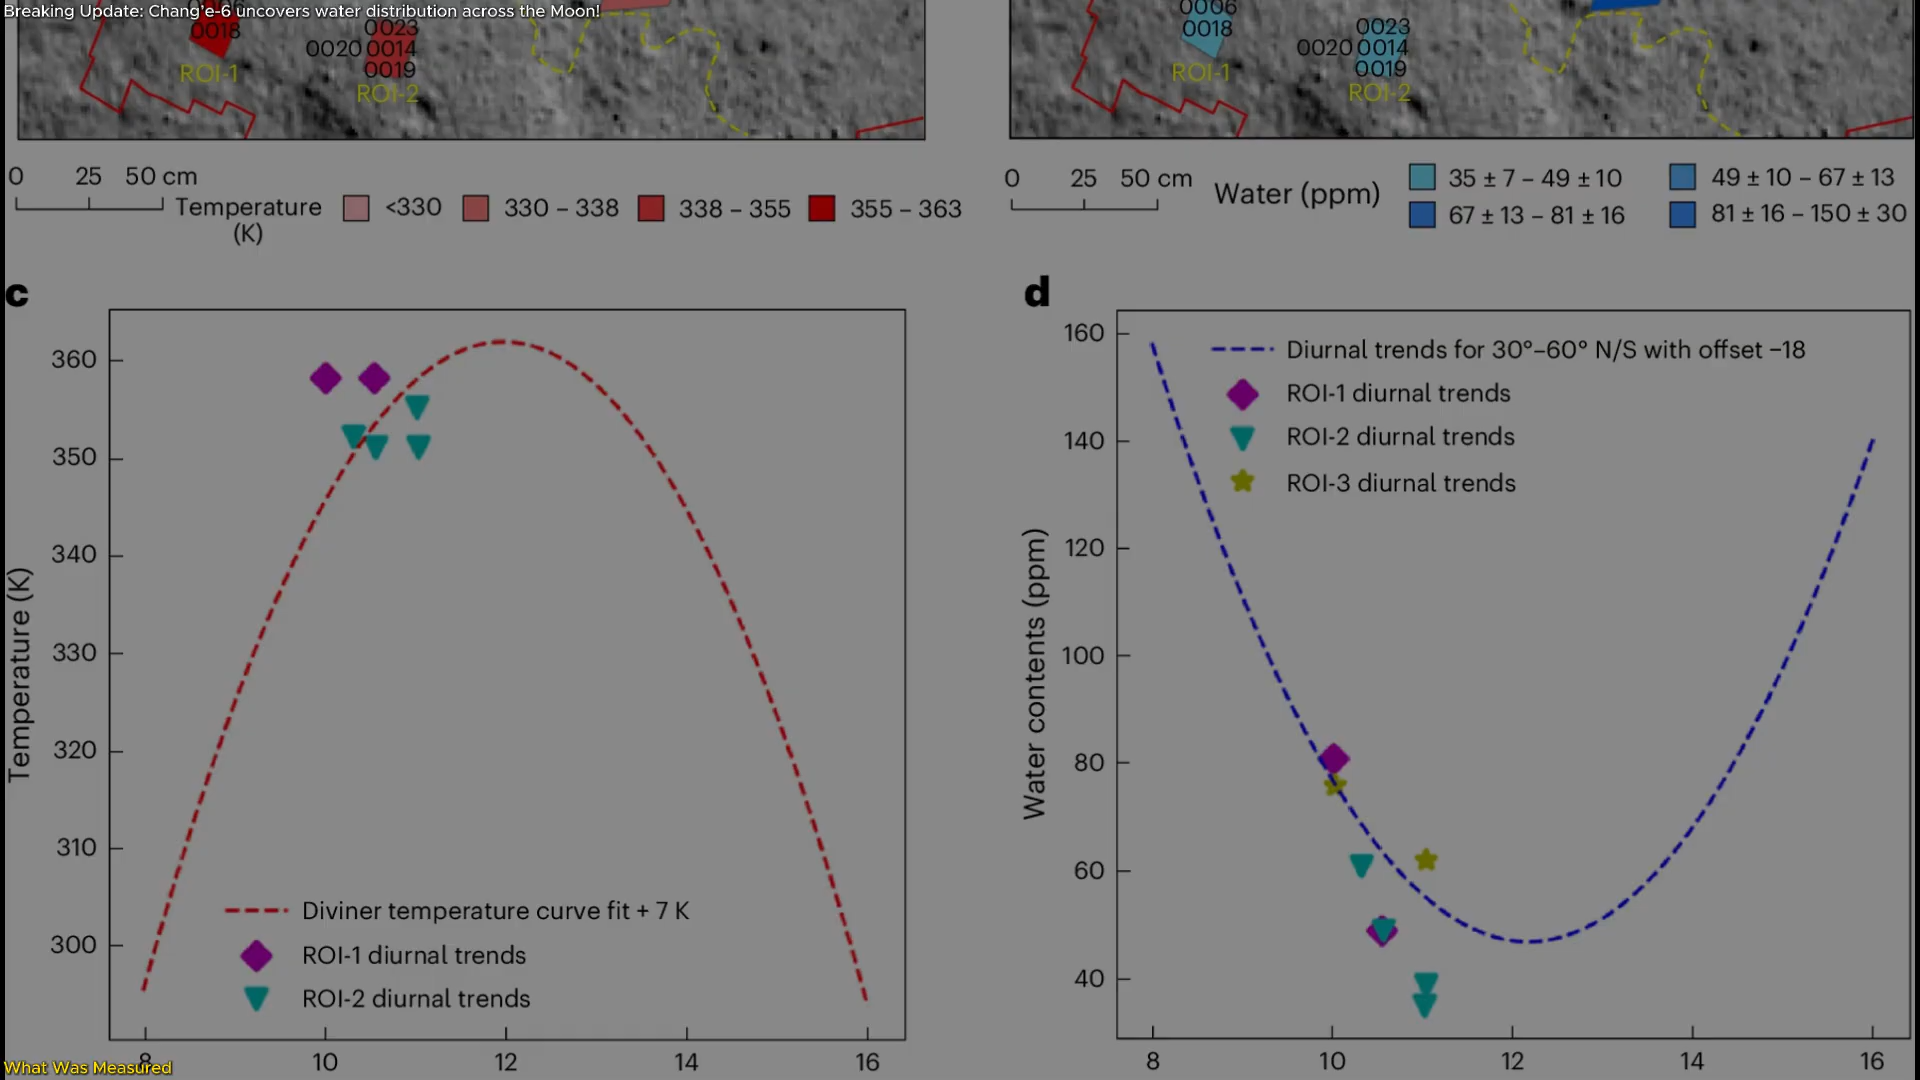 Breaking Update: Chang'e-6 uncovers water distribution across the Moon!
0018
0023
0020 0014
0019
ROI-1
ROI-2
0006
0018
0023
0020 0014
0019
ROI-1
ROI-2
0 25 50 cm
Temperature (K)
<330
330 – 338
338 – 355
355 – 363
0 25 50 cm
Water (ppm)
35 ± 7 – 49 ± 10
49 ± 10 – 67 ± 13
67 ± 13 – 81 ± 16
81 ± 16 – 150 ± 30
c
Temperature (K)
360
350
340
330
320
310
300
Diviner temperature curve fit + 7 K
ROI-1 diurnal trends
ROI-2 diurnal trends
8 10 12 14 16
d
Water contents (ppm)
160
140
120
100
80
60
40
Diurnal trends for 30°–60° N/S with offset −18
ROI-1 diurnal trends
ROI-2 diurnal trends
ROI-3 diurnal trends
8 10 12 14 16
What Was Measured